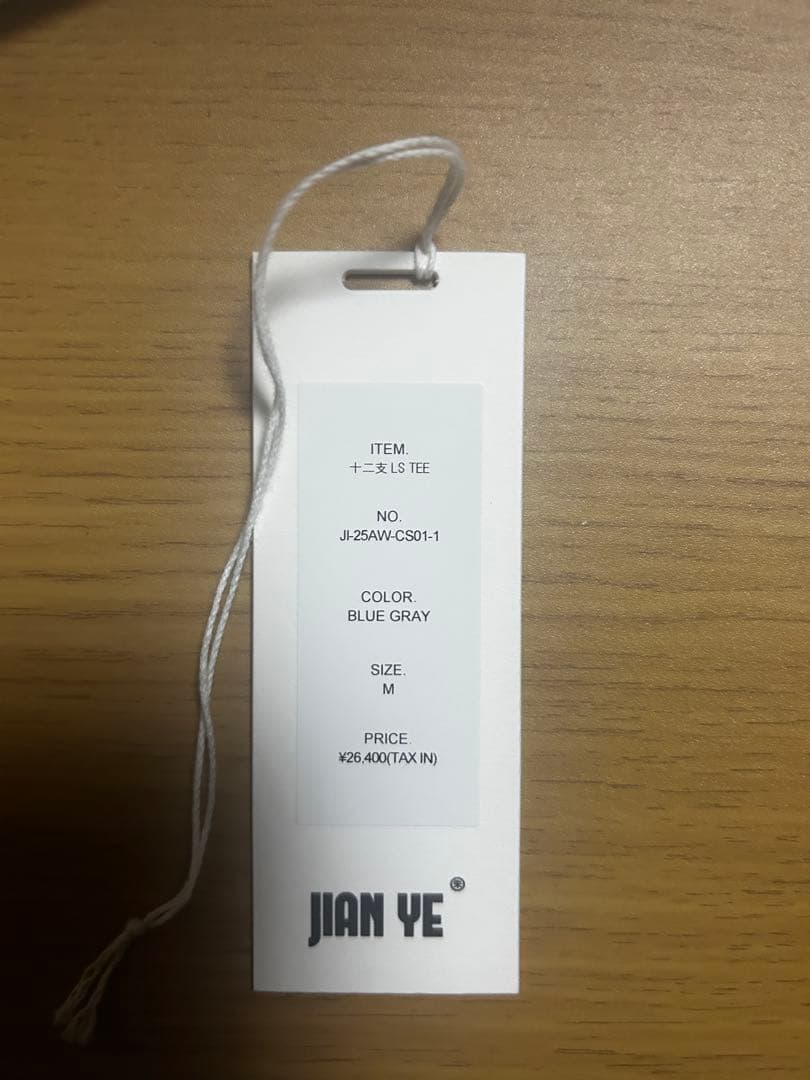 ITEM.
十二支 LS TEE
NO.
JI-25AW-CS01-1
COLOR.
BLUE GRAY
SIZE.
M
PRICE.
¥26,400(TAX IN)
JIAN YE